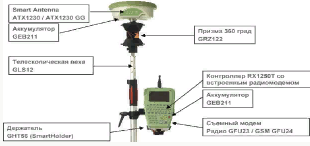 Smart Antenna
ATX1230 / ATX1230 GG
Аккумулятор
GEB211
Призма 360 град
GRZ122
Телескопическая веха
GLS12
Контроллер RX1250T со
встроенным радиомодемом
Аккумулятор
GEB211
Съемный модем
Радио GFU23 / GSM GFU24
Держатель
GHT56 (SmartHolder)